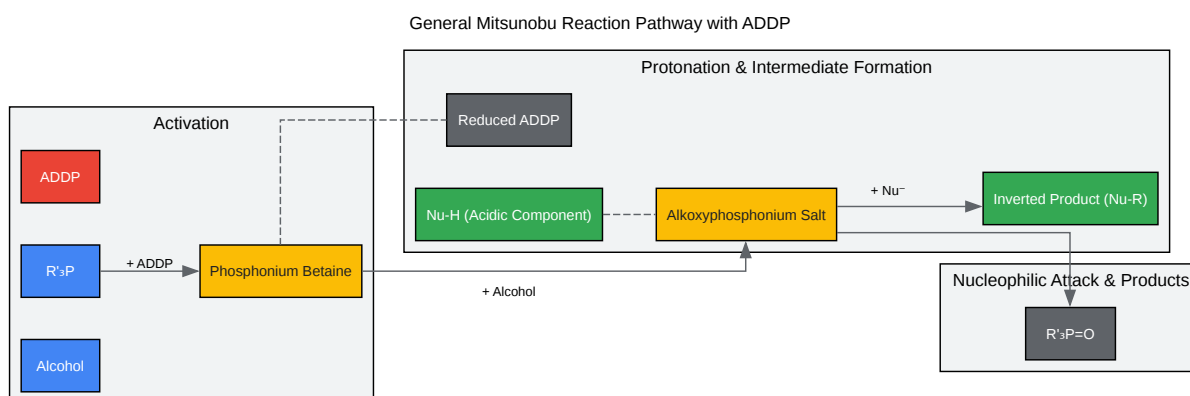 General Mitsunobu Reaction Pathway with ADDP
Protonation & Intermediate Formation
Activation
Reduced ADDP
ADDP
Nu-H (Acidic Component)
Alkoxyphosphonium Salt
+ Nu⁻
Inverted Product (Nu-R)
R'₃P
+ ADDP
Phosphonium Betaine
+ Alcohol
Nucleophilic Attack & Products
R'₃P=O
Alcohol